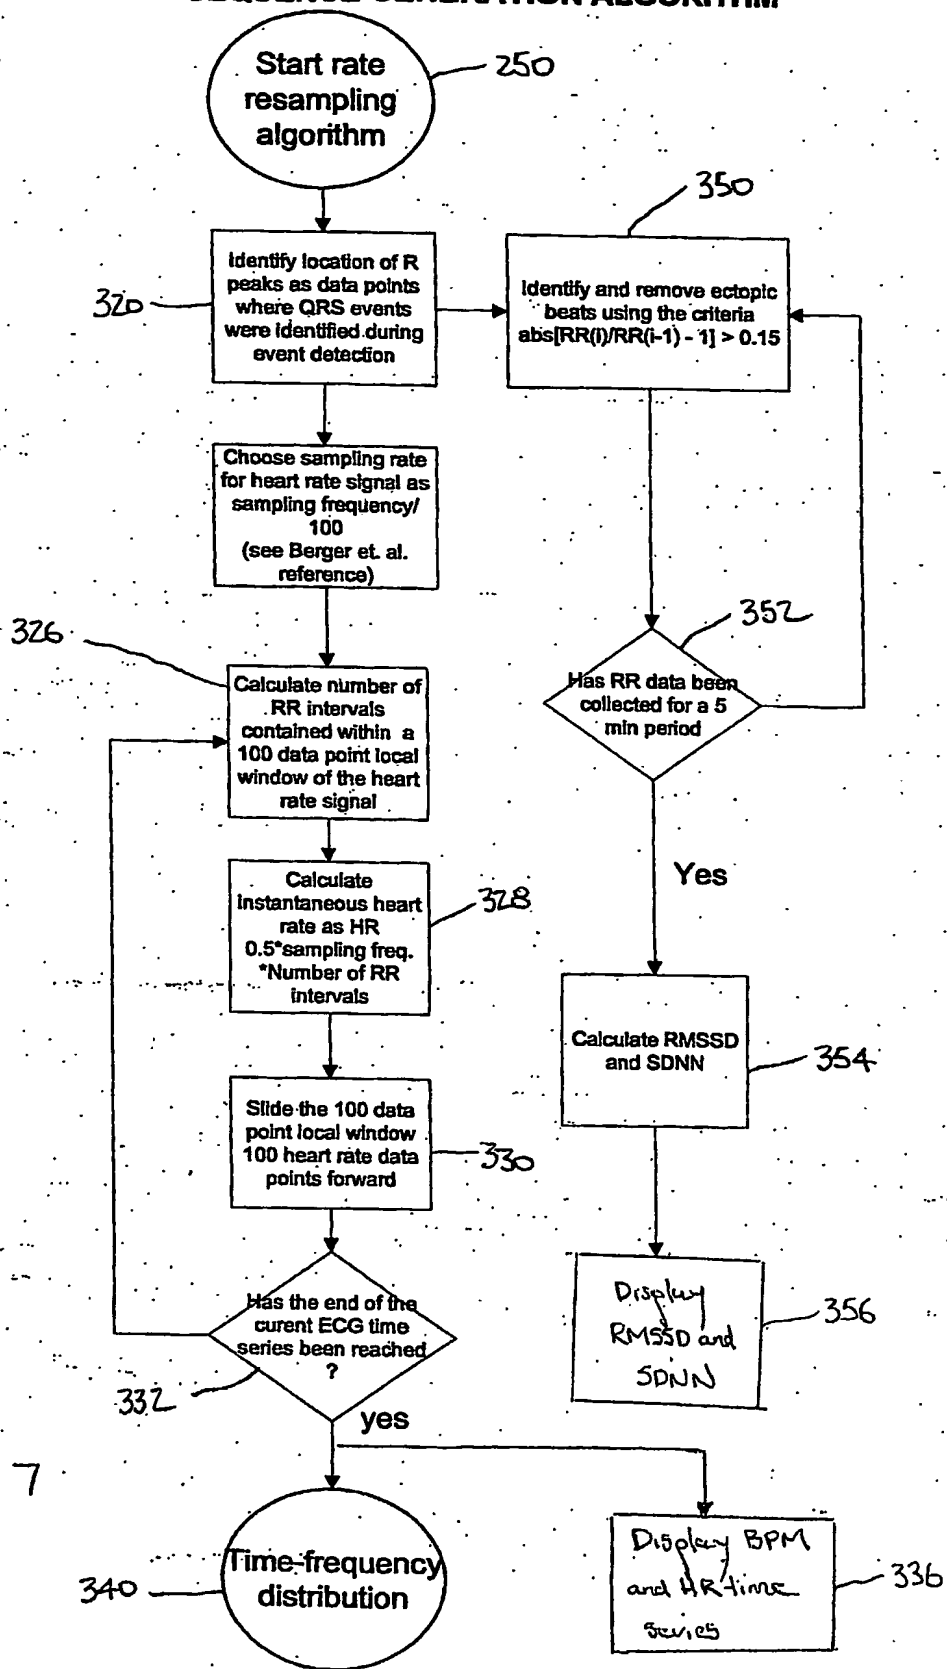 Start rate
resampling
algorithm
250
350
Identify location of R
peaks as data points
where QRS events
were identified during
event detection
320
Identify and remove ectopic
beats using the criteria
abs[RR(i)/RR(i-1) - 1] > 0.15
Choose sampling rate
for heart rate signal as
sampling frequency/
100
(see Berger et. al.
reference)
326
352
Calculate number of
RR intervals
contained within a
100 data point local
window of the heart
rate signal
Has RR data been
collected for a 5
min period
Calculate
instantaneous heart
rate as HR
0.5*sampling freq.
*Number of RR
intervals
328
Yes
Calculate RMSSD
and SDNN
354
Slide the 100 data
point local window
100 heart rate data
points forward
330
Has the end of the
curent ECG time
series been reached
?
332
Display
RMSSD and
SDNN
356
yes
7
Time-frequency
distribution
340
Display BPM
and HR time
series
336